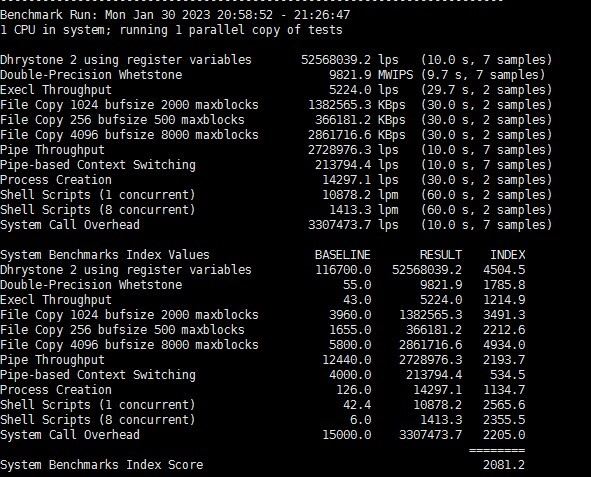 Benchmark Run: Mon Jan 30 2023 20:58:52 - 21:26:47
1 CPU in system; running 1 parallel copy of tests
Dhrystone 2 using register variables 52568039.2 lps (10.0 s, 7 samples)
Double-Precision Whetstone 9821.9 MWIPS (9.7 s, 7 samples)
Execl Throughput 5224.0 lps (29.7 s, 2 samples)
File Copy 1024 bufsize 2000 maxblocks 1382565.3 KBps (30.0 s, 2 samples)
File Copy 256 bufsize 500 maxblocks 366181.2 KBps (30.0 s, 2 samples)
File Copy 4096 bufsize 8000 maxblocks 2861716.6 KBps (30.0 s, 2 samples)
Pipe Throughput 2728976.3 lps (10.0 s, 7 samples)
Pipe-based Context Switching 213794.4 lps (10.0 s, 7 samples)
Process Creation 14297.1 lps (30.0 s, 2 samples)
Shell Scripts (1 concurrent) 10878.2 lpm (60.0 s, 2 samples)
Shell Scripts (8 concurrent) 1413.3 lpm (60.0 s, 2 samples)
System Call Overhead 3307473.7 lps (10.0 s, 7 samples)
System Benchmarks Index Values BASELINE RESULT INDEX
Dhrystone 2 using register variables 116700.0 52568039.2 4504.5
Double-Precision Whetstone 55.0 9821.9 1785.8
Execl Throughput 43.0 5224.0 1214.9
File Copy 1024 bufsize 2000 maxblocks 3960.0 1382565.3 3491.3
File Copy 256 bufsize 500 maxblocks 1655.0 366181.2 2212.6
File Copy 4096 bufsize 8000 maxblocks 5800.0 2861716.6 4934.0
Pipe Throughput 12440.0 2728976.3 2193.7
Pipe-based Context Switching 4000.0 213794.4 534.5
Process Creation 126.0 14297.1 1134.7
Shell Scripts (1 concurrent) 42.4 10878.2 2565.6
Shell Scripts (8 concurrent) 6.0 1413.3 2355.5
System Call Overhead 15000.0 3307473.7 2205.0
========
System Benchmarks Index Score 2081.2